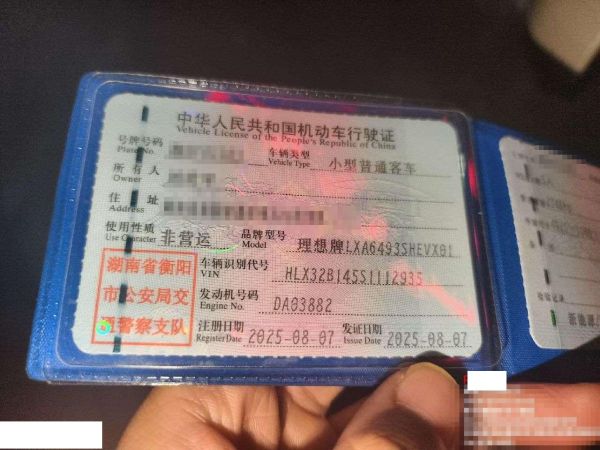 中华人民共和国机动车行驶证
Vehicle License of the People's Republic of China
号牌号码
Plate No.
车辆类型
Vehicle Type
小型普通客车
所有人
Owner
住址
Address
使用性质
Use Character
非营运
品牌型号
Model
理想牌LXA6493SHEVX01
湖南省衡阳
市公安局交
通警察支队
车辆识别代号
VIN
HLX32B145S1112935
发动机号码
Engine No.
DA03882
注册日期
Register Date
2025-08-07
发证日期
Issue Date
2025-08-07